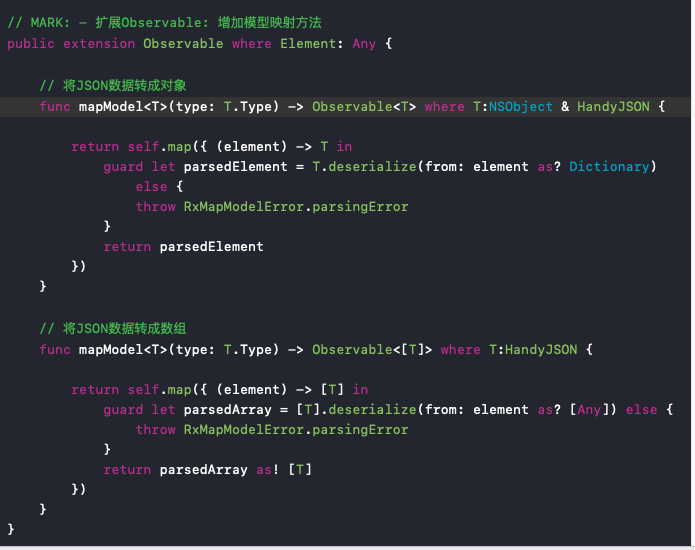 // MARK: - 扩展Observable: 增加模型映射方法
public extension Observable where Element: Any {
    // 将JSON数据转成对象
    func mapModel<T>(type: T.Type) -> Observable<T> where T:NSObject & HandyJSON {
        return self.map({ (element) -> T in
            guard let parsedElement = T.deserialize(from: element as? Dictionary)
                else {
                throw RxMapModelError.parsingError
            }
            return parsedElement
        })
    }
    // 将JSON数据转成数组
    func mapModel<T>(type: T.Type) -> Observable<[T]> where T:HandyJSON {
        return self.map({ (element) -> [T] in
            guard let parsedArray = [T].deserialize(from: element as? [Any]) else {
                throw RxMapModelError.parsingError
            }
            return parsedArray as! [T]
        })
    }
}